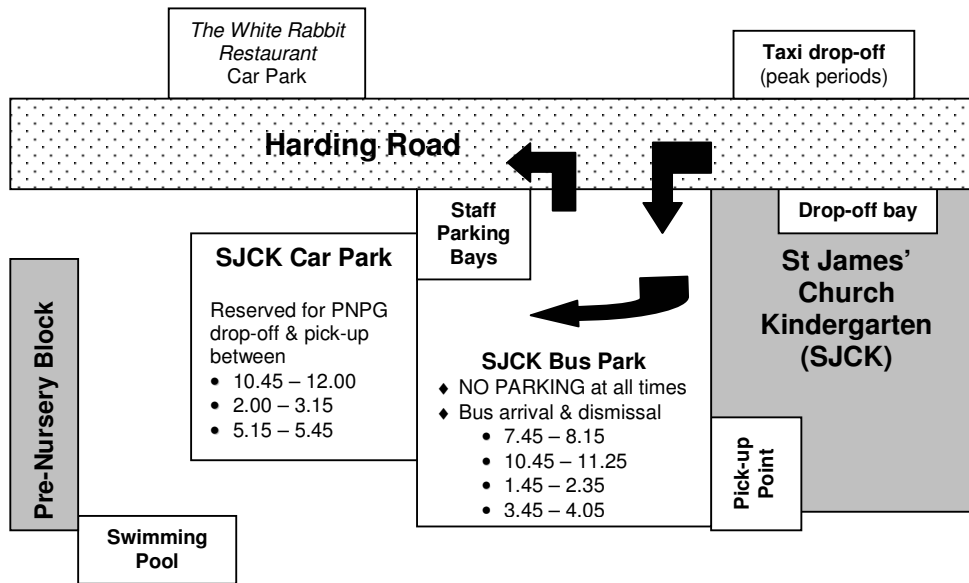 The White Rabbit
Restaurant
Car Park
Taxi drop-off
(peak periods)
Harding Road
Staff
Parking
Bays
Drop-off bay
SJCK Car Park
Reserved for PNPG
drop-off & pick-up
between
• 10.45 – 12.00
• 2.00 – 3.15
• 5.15 – 5.45
St James’
Church
Kindergarten
(SJCK)
SJCK Bus Park
♦ NO PARKING at all times
♦ Bus arrival & dismissal
• 7.45 – 8.15
• 10.45 – 11.25
• 1.45 – 2.35
• 3.45 – 4.05
Pick-up
Point
Pre-Nursery Block
Swimming
Pool